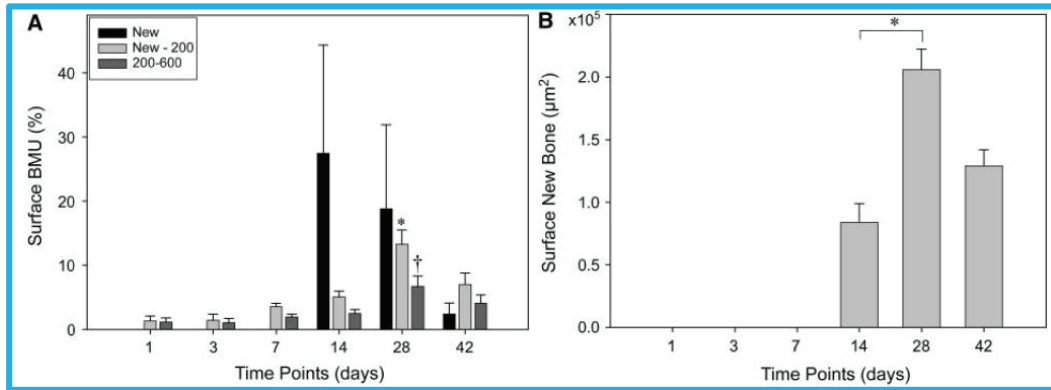 A
New
New - 200
200-600
Surface BMU (%)
40
30
20
10
0
*
†
1 3 7 14 28 42
Time Points (days)
B
x10⁵
Surface New Bone (µm²)
2.0
1.5
1.0
0.5
0.0
*
1 3 7 14 28 42
Time Points (days)